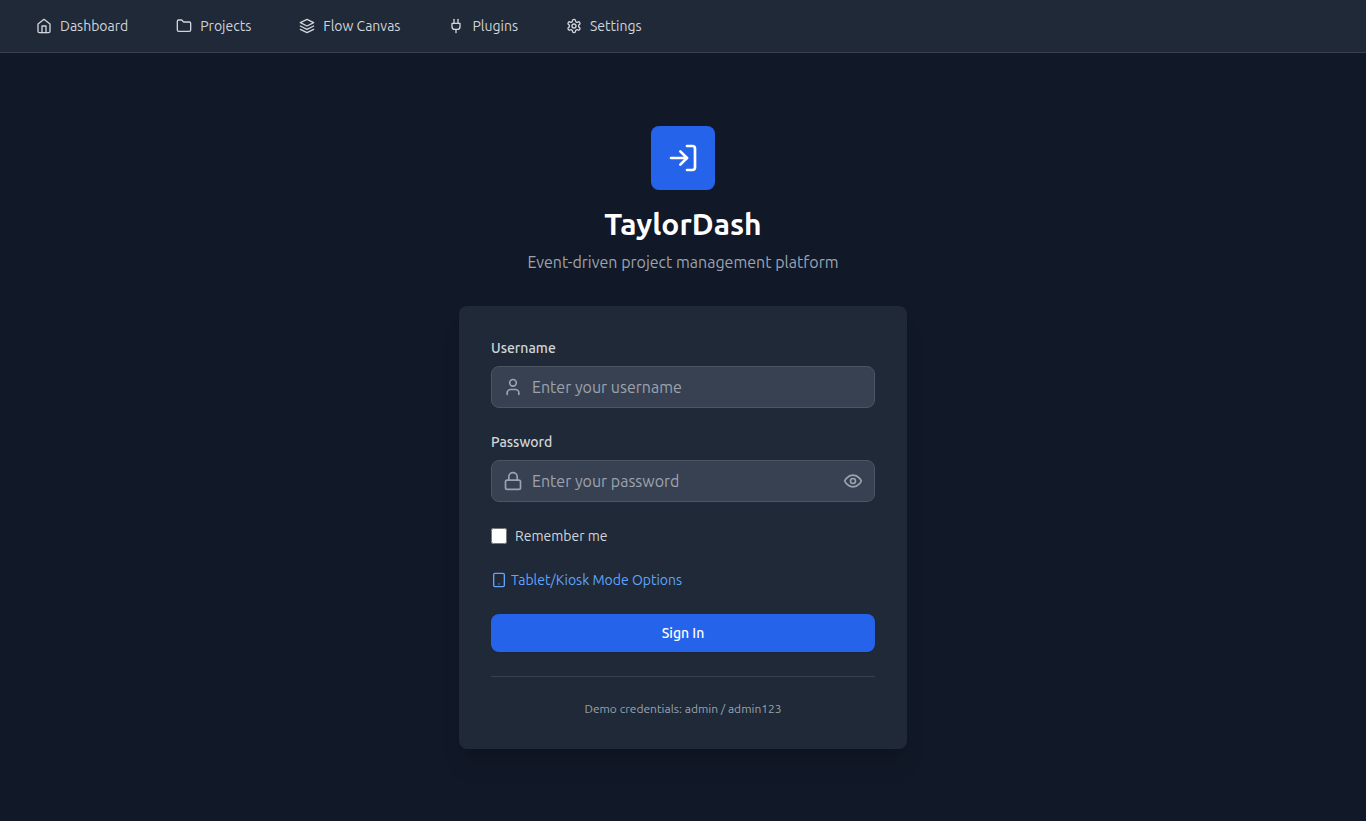 Dashboard Projects Flow Canvas Plugins Settings
TaylorDash
Event-driven project management platform
Username
Enter your username
Password
Enter your password
Remember me
Tablet/Kiosk Mode Options
Sign In
Demo credentials: admin / admin123